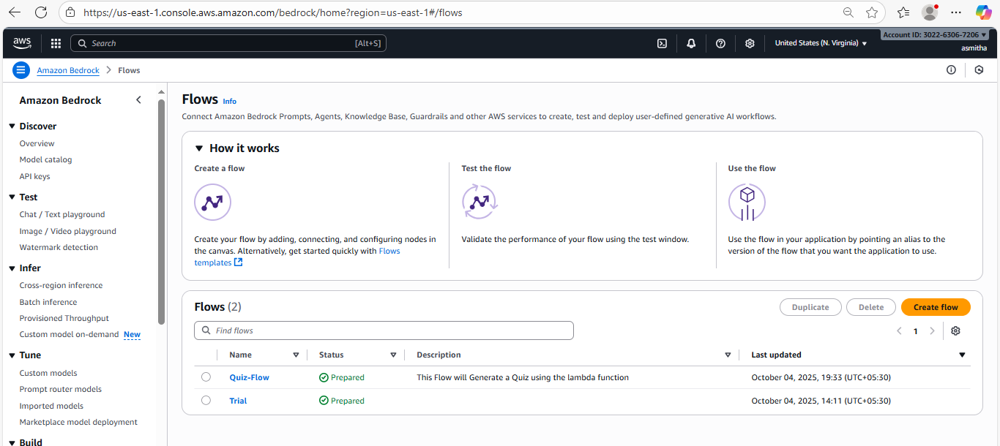 https://us-east-1.console.aws.amazon.com/bedrock/home?region=us-east-1#/flows
aws
Search [Alt+S]
United States (N. Virginia)
Account ID: 3022-6306-7206
asmitha
Amazon Bedrock > Flows
Amazon Bedrock
Discover
Overview
Model catalog
API keys
Test
Chat / Text playground
Image / Video playground
Watermark detection
Infer
Cross-region inference
Batch inference
Provisioned Throughput
Custom model on-demand New
Tune
Custom models
Prompt router models
Imported models
Marketplace model deployment
Build
Flows Info
Connect Amazon Bedrock Prompts, Agents, Knowledge Base, Guardrails and other AWS services to create, test and deploy user-defined generative AI workflows.
How it works
Create a flow
Create your flow by adding, connecting, and configuring nodes in
the canvas. Alternatively, get started quickly with Flows
templates
Test the flow
Validate the performance of your flow using the test window.
Use the flow
Use the flow in your application by pointing an alias to the
version of the flow that you want the application to use.
Flows (2)
Duplicate Delete Create flow
Find flows
1
Name Status Description Last updated
Quiz-Flow Prepared This Flow will Generate a Quiz using the lambda function October 04, 2025, 19:33 (UTC+05:30)
Trial Prepared October 04, 2025, 14:11 (UTC+05:30)